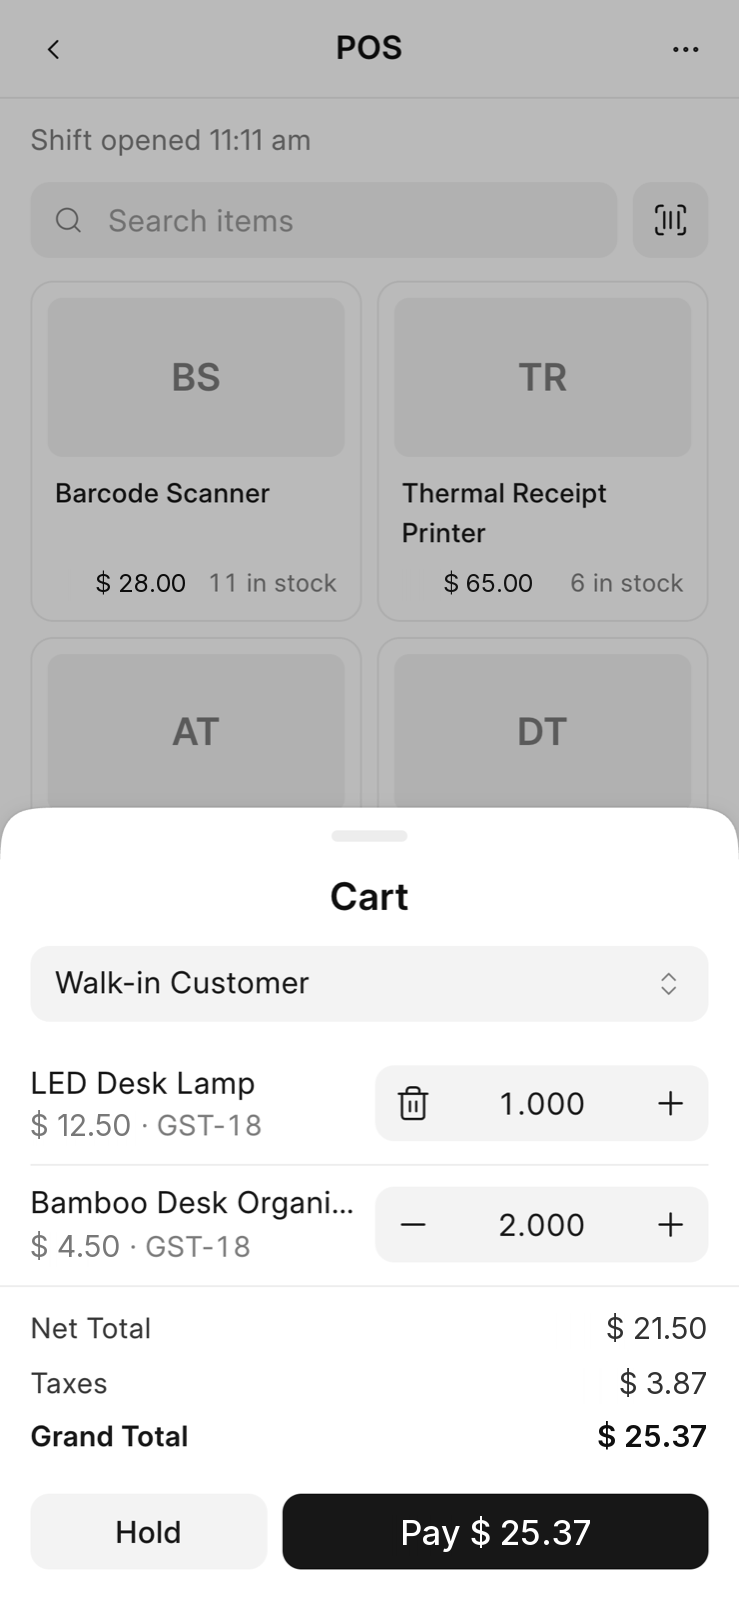 POS
Shift opened 11:11 am
Search items
BS
TR
Barcode Scanner
Thermal Receipt
Printer
$ 28.00 11 in stock
$ 65.00 6 in stock
AT
DT
Cart
Walk-in Customer
LED Desk Lamp
$ 12.50 · GST-18
1.000
Bamboo Desk Organi...
$ 4.50 · GST-18
2.000
Net Total $ 21.50
Taxes $ 3.87
Grand Total $ 25.37
Hold
Pay $ 25.37